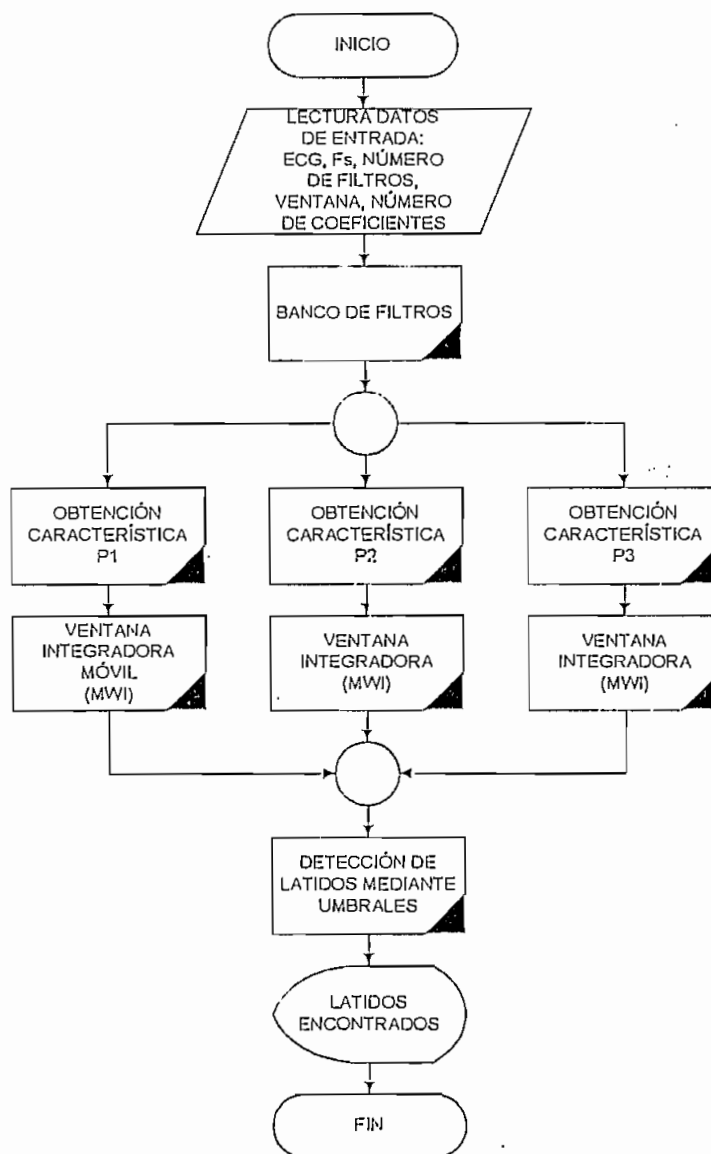 INICIO
LECTURA DATOS
DE ENTRADA:
ECG, Fs, NÚMERO
DE FILTROS,
VENTANA, NÚMERO
DE COEFICIENTES
BANCO DE FILTROS
OBTENCIÓN
CARACTERÍSTICA
P1
OBTENCIÓN
CARACTERÍSTICA
P2
OBTENCIÓN
CARACTERÍSTICA
P3
VENTANA
INTEGRADORA
MÓVIL
(MWI)
VENTANA
INTEGRADORA
(MWI)
VENTANA
INTEGRADORA
(MWI)
DETECCIÓN DE
LATIDOS MEDIANTE
UMBRALES
LATIDOS
ENCONTRADOS
FIN